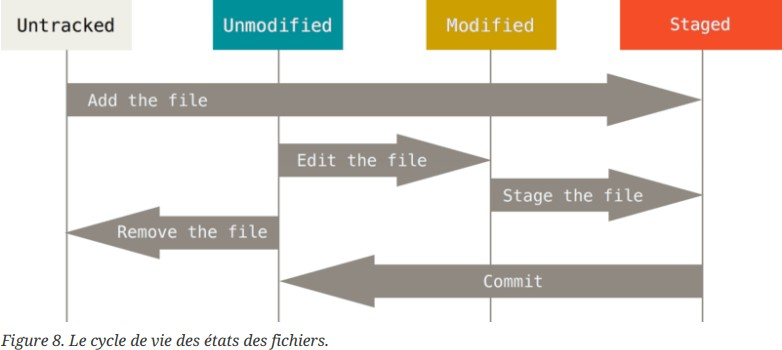 Untracked
Unmodified
Modified
Staged
Add the file
Edit the file
Stage the file
Remove the file
Commit
Figure 8. Le cycle de vie des états des fichiers.